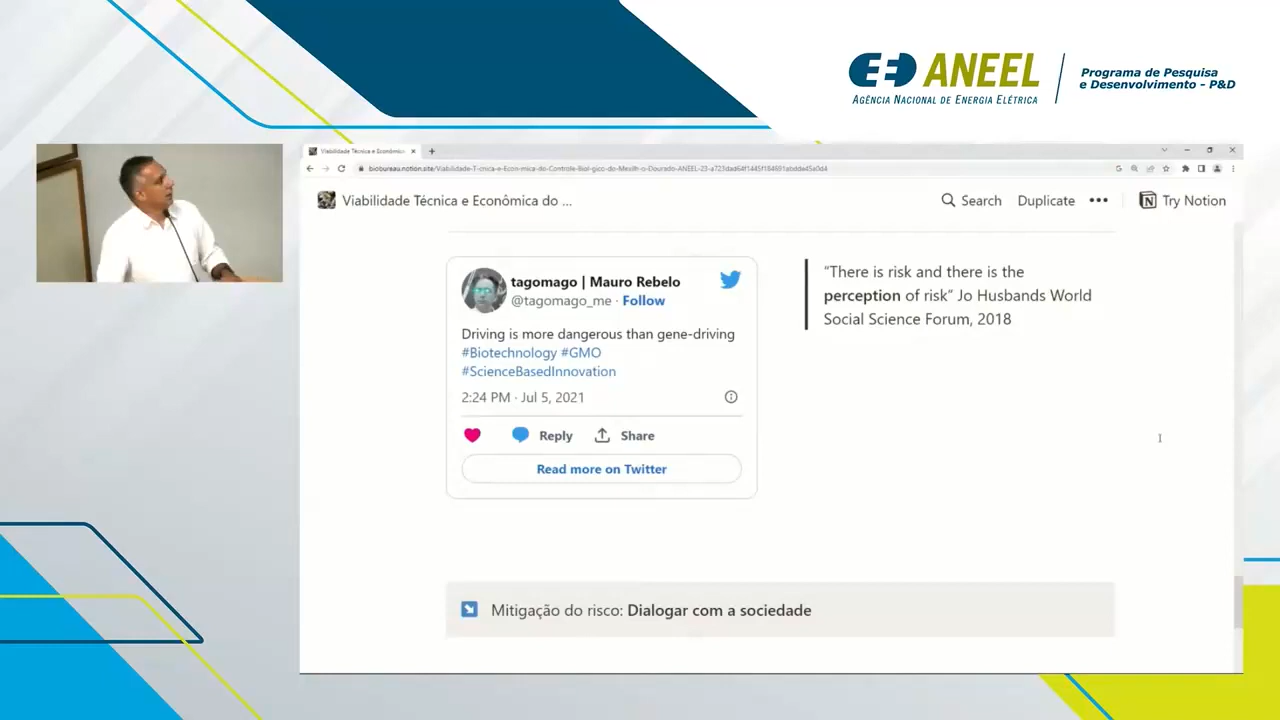 ANEEL
AGÊNCIA NACIONAL DE ENERGIA ELÉTRICA
Programa de Pesquisa
e Desenvolvimento - P&D
Viabilidade Técnica e Econômica
Viabilidade Técnica e Econômica do ...
Search
Duplicate
Try Notion
tagomago | Mauro Rebelo
@tagomago_me · Follow
Driving is more dangerous than gene-driving
#Biotechnology #GMO
#ScienceBasedInnovation
2:24 PM · Jul 5, 2021
Reply
Share
Read more on Twitter
“There is risk and there is the
perception of risk” Jo Husbands World
Social Science Forum, 2018
Mitigação do risco: Dialogar com a sociedade